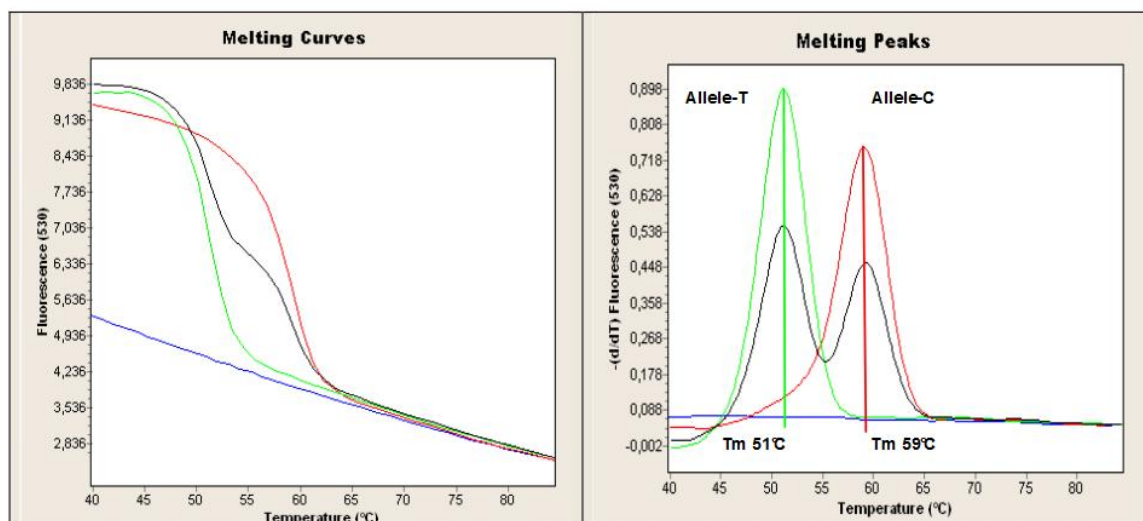 Melting Curves
Fluorescence (530)
9,836
9,136
8,436
7,736
7,036
6,336
5,636
4,936
4,236
3,536
2,836
40 45 50 55 60 65 70 75 80
Temperature (°C)
Melting Peaks
-(d/dT) Fluorescence (530)
0,898
0,808
0,718
0,628
0,538
0,448
0,358
0,268
0,178
0,088
-0,002
Allele-T Allele-C
Tm 51°C Tm 59°C
40 45 50 55 60 65 70 75 80
Temperature (°C)